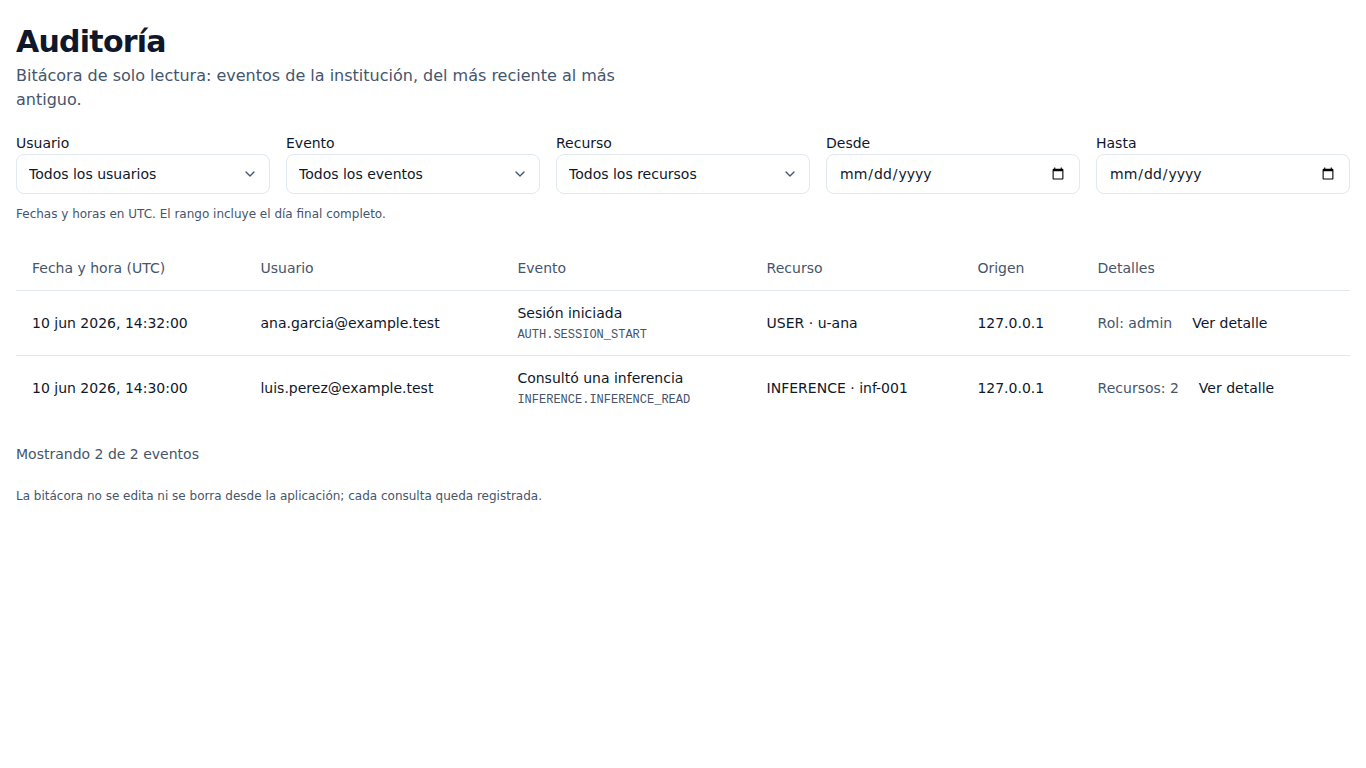 Auditoría
Bitácora de solo lectura: eventos de la institución, del más reciente al más
antiguo.
Usuario Evento Recurso Desde Hasta
Todos los usuarios Todos los eventos Todos los recursos mm/dd/yyyy mm/dd/yyyy
Fechas y horas en UTC. El rango incluye el día final completo.
Fecha y hora (UTC) Usuario Evento Recurso Origen Detalles
10 jun 2026, 14:32:00 ana.garcia@example.test Sesión iniciada USER · u-ana 127.0.0.1 Rol: admin Ver detalle
AUTH.SESSION_START
10 jun 2026, 14:30:00 luis.perez@example.test Consultó una inferencia INFERENCE · inf-001 127.0.0.1 Recursos: 2 Ver detalle
INFERENCE.INFERENCE_READ
Mostrando 2 de 2 eventos
La bitácora no se edita ni se borra desde la aplicación; cada consulta queda registrada.